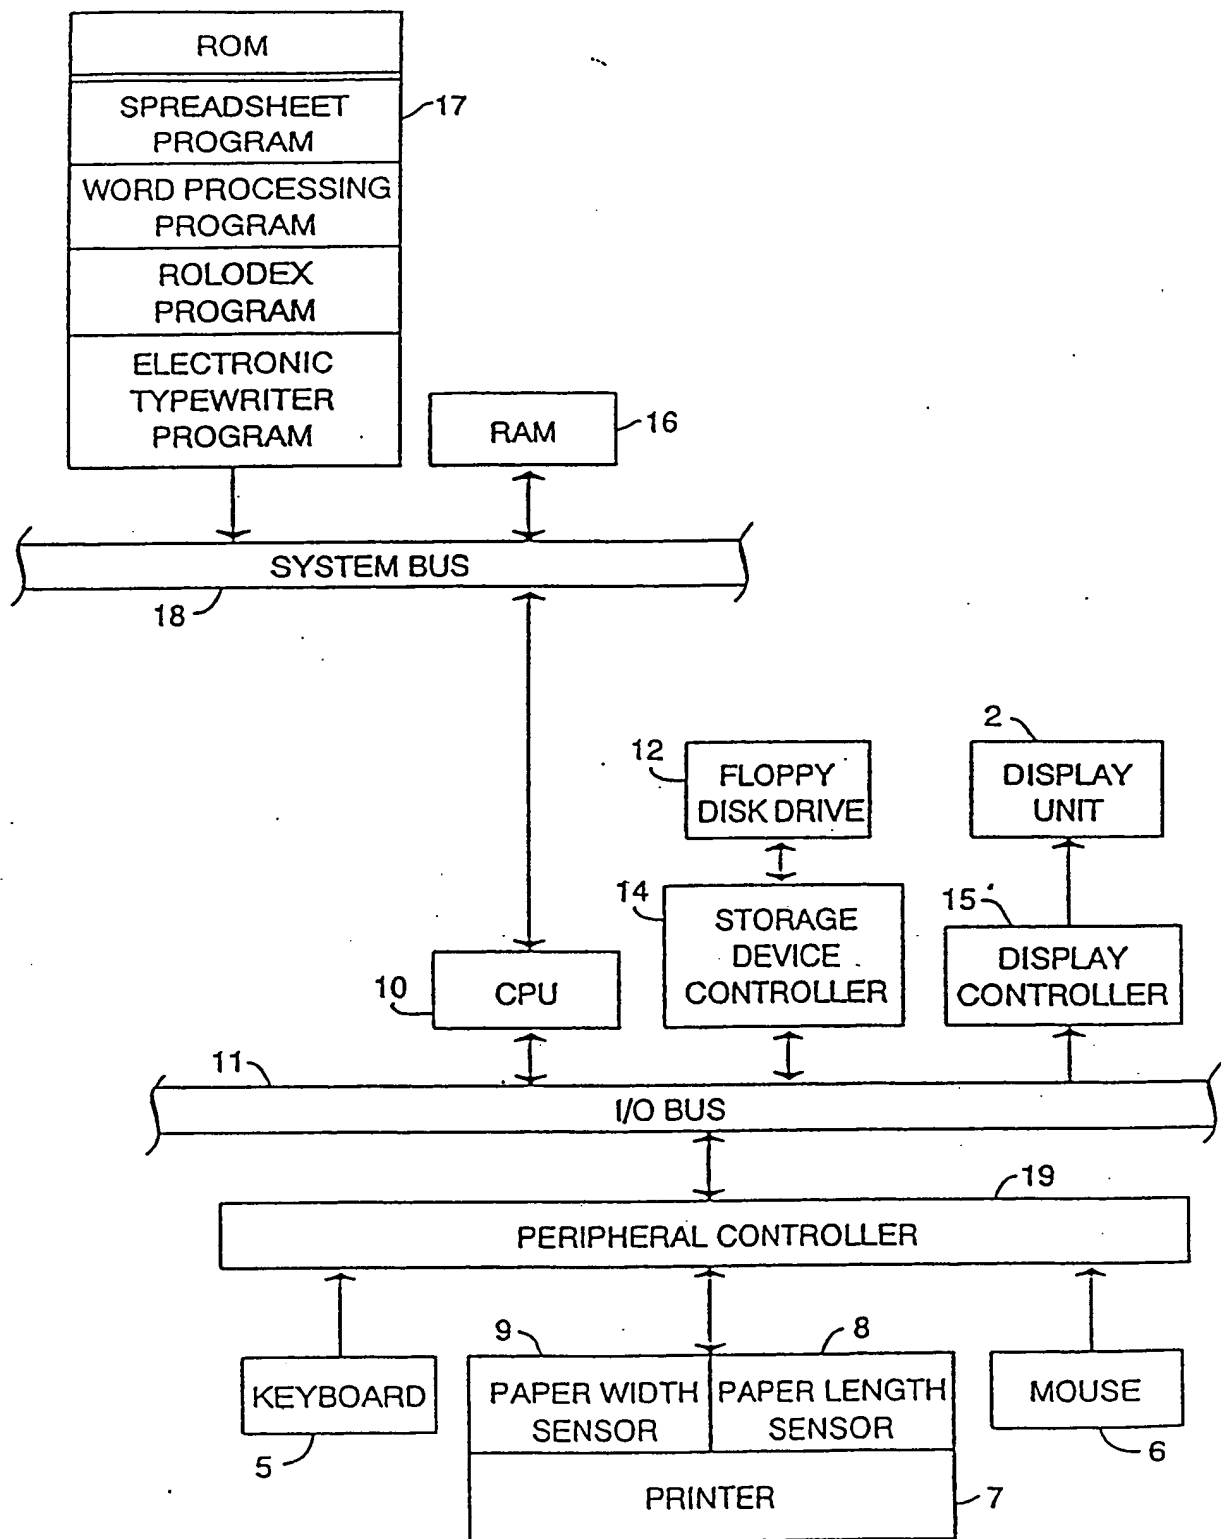 ROM
SPREADSHEET
PROGRAM
17
WORD PROCESSING
PROGRAM
ROLODEX
PROGRAM
ELECTRONIC
TYPEWRITER
PROGRAM
RAM
16
SYSTEM BUS
18
12
FLOPPY
DISK DRIVE
2
DISPLAY
UNIT
14
STORAGE
DEVICE
CONTROLLER
15
DISPLAY
CONTROLLER
10
CPU
11
I/O BUS
19
PERIPHERAL CONTROLLER
KEYBOARD
5
9
PAPER WIDTH
SENSOR
8
PAPER LENGTH
SENSOR
MOUSE
6
PRINTER
7